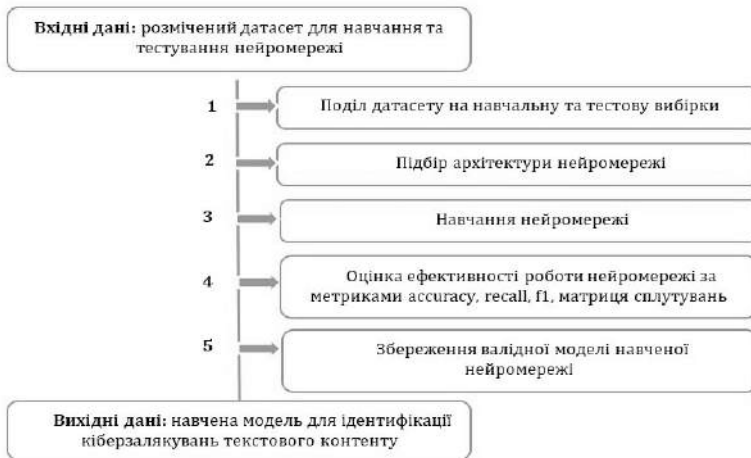 Вхідні дані: розмічений датасет для навчання та
тестування нейромережі
1
Поділ датасету на навчальну та тестову вибірки
2
Підбір архітектури нейромережі
3
Навчання нейромережі
4
Оцінка ефективності роботи нейромережі за
метриками accuracy, recall, f1, матриця сплутувань
5
Збереження валідної моделі навченої
нейромережі
Вихідні дані: навчена модель для ідентифікації
кіберзалякувань текстового контенту